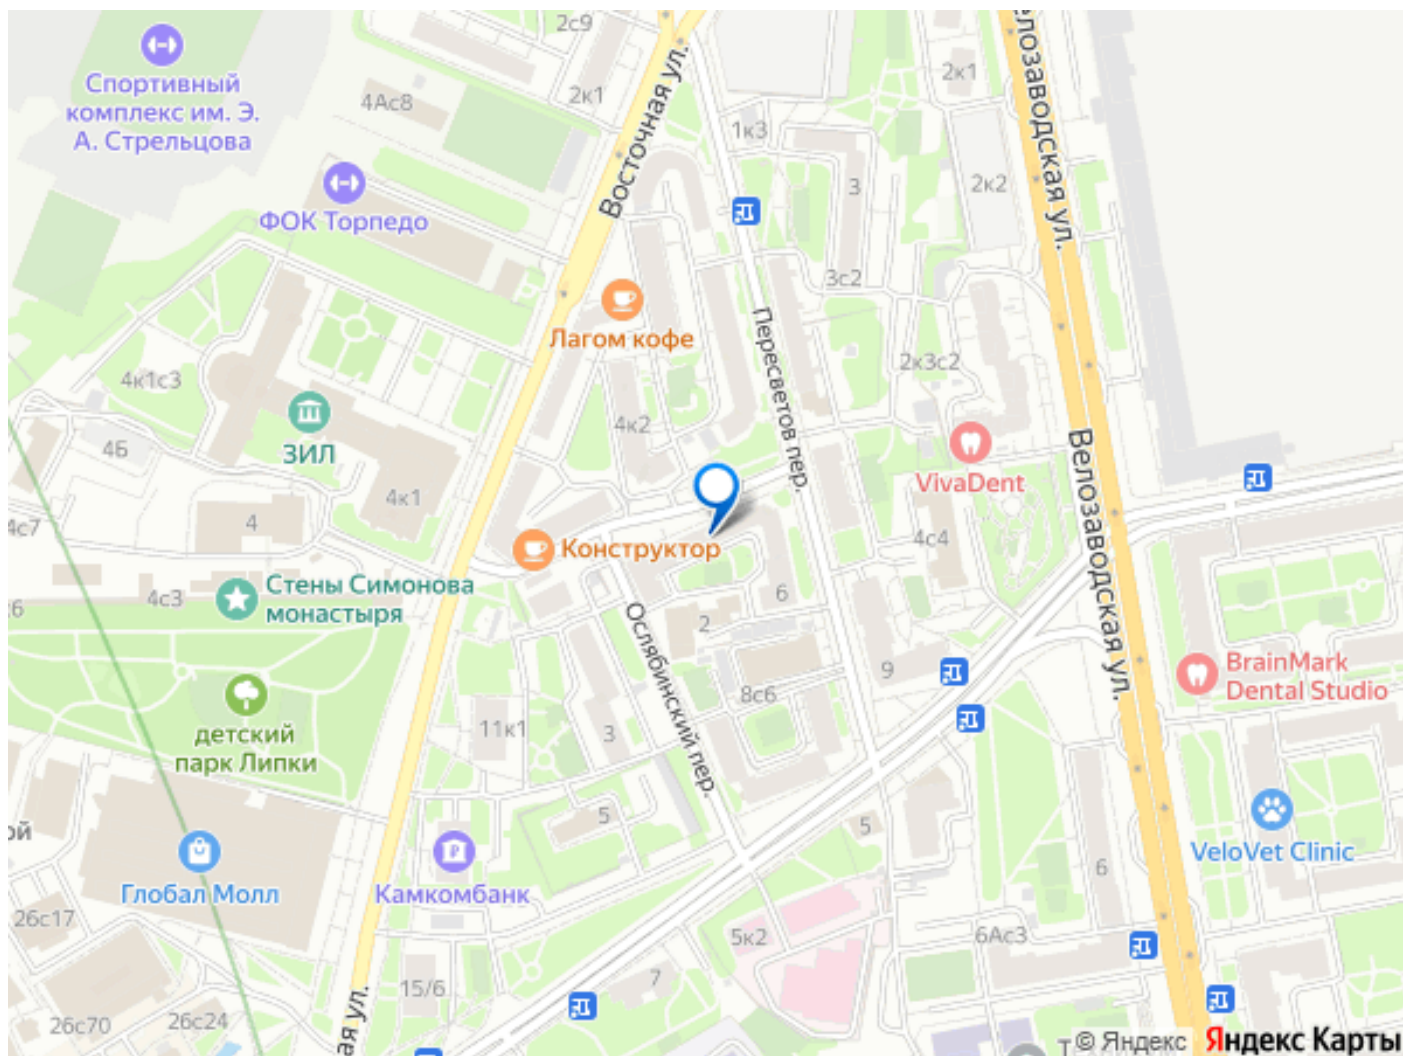 2с9
Велозаводская ул.
Спортивный
комплекс им. Э.
А. Стрельцова
4Ас8
2к1
Восточная ул.
2к1
1к3
ФОК Торпедо
3
2к2
3с2
Лагом кофе
Пересветов пер.
4к1с3
2к3с2
4к2
ЗИЛ
4Б
VivaDent
Велозаводская ул.
4к1
4с7
4
Конструктор
4с4
Стены Симонова
монастыря
4с3
6
2
Ослябинский пер.
9
8с6
BrainMark
Dental Studio
детский
парк Липки
11к1
3
5
5
ой
Глобал Молл
Камкомбанк
VeloVet Clinic
6
26с17
5к2
6Ас3
7
15/6
26с70
26с24
ая ул.
© Яндекс
Яндекс Карты